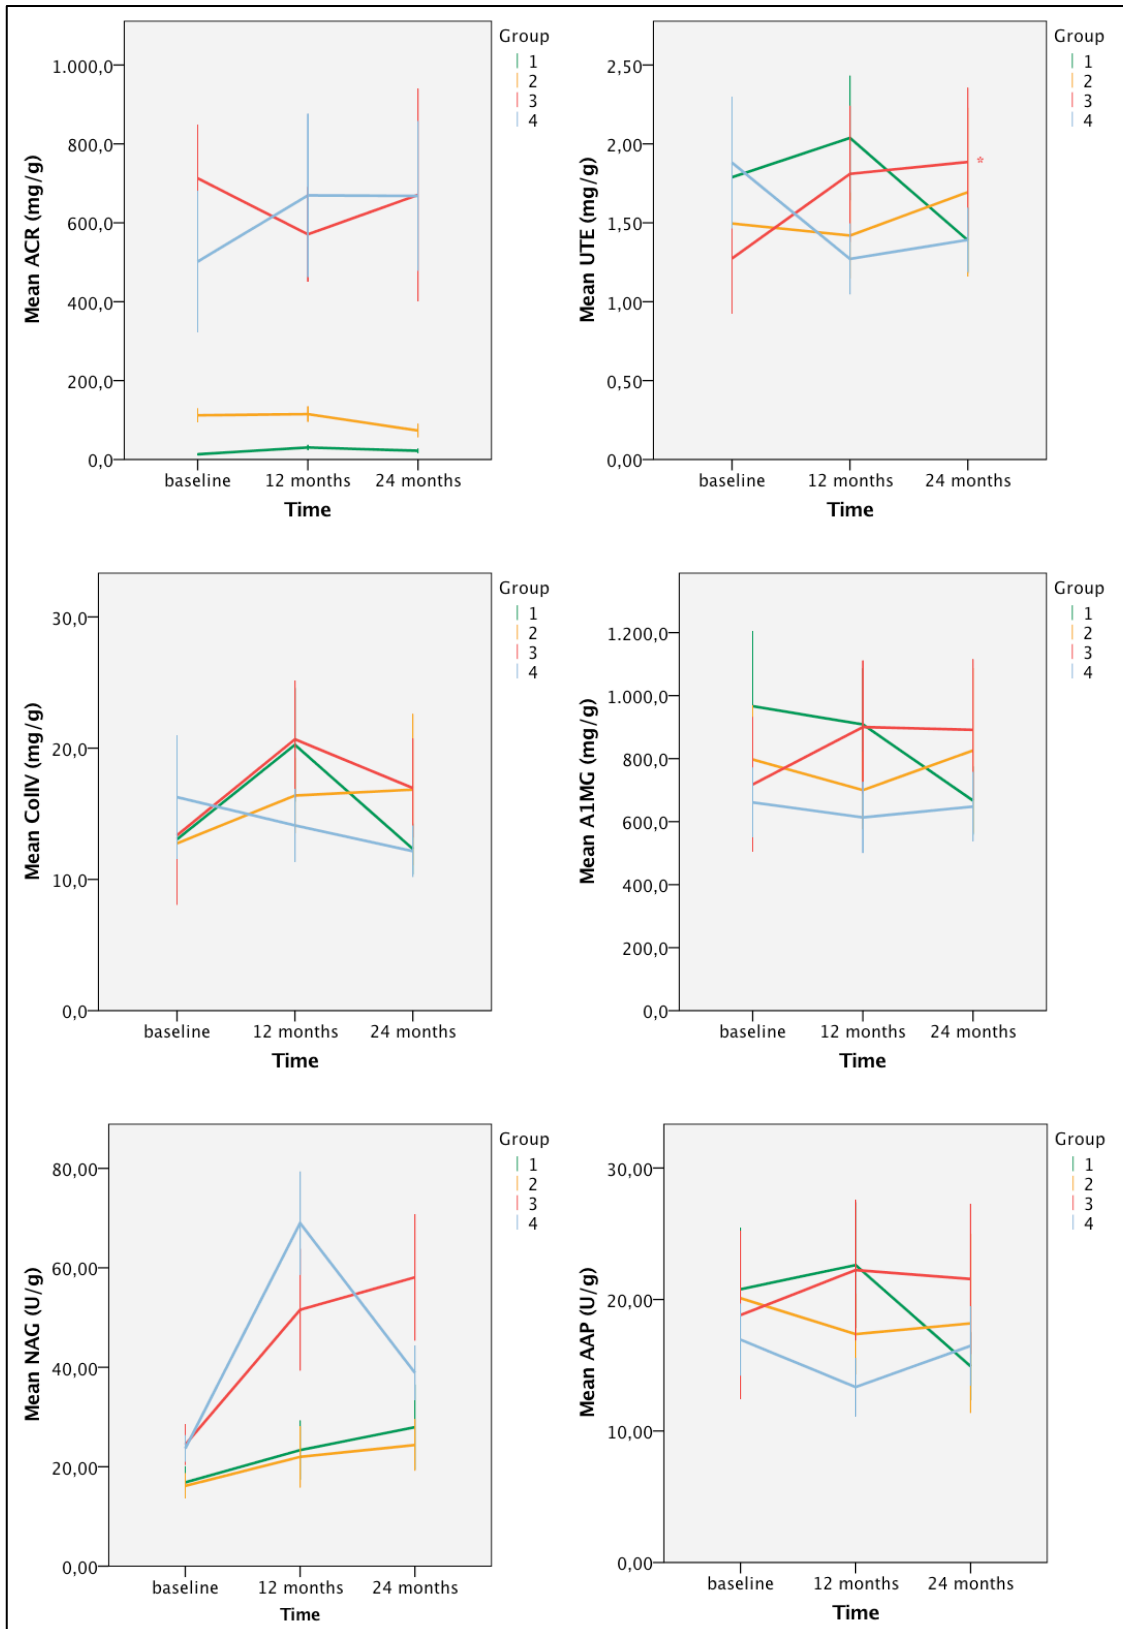 Group
1
2
3
4
Mean ACR (mg/g)
1.000,0
800,0
600,0
400,0
200,0
0,0
baseline 12 months 24 months
Time
Group
1
2
3
4
Mean UTE (mg/g)
2,50
2,00
1,50
1,00
0,50
0,00
*
baseline 12 months 24 months
Time
Group
1
2
3
4
Mean CollV (mg/g)
30,0
20,0
10,0
0,0
baseline 12 months 24 months
Time
Group
1
2
3
4
Mean A1MG (mg/g)
1.200,0
1.000,0
800,0
600,0
400,0
200,0
0,0
baseline 12 months 24 months
Time
Group
1
2
3
4
Mean NAG (U/g)
80,00
60,00
40,00
20,00
0,00
baseline 12 months 24 months
Time
Group
1
2
3
4
Mean AAP (U/g)
30,00
20,00
10,00
0,00
baseline 12 months 24 months
Time